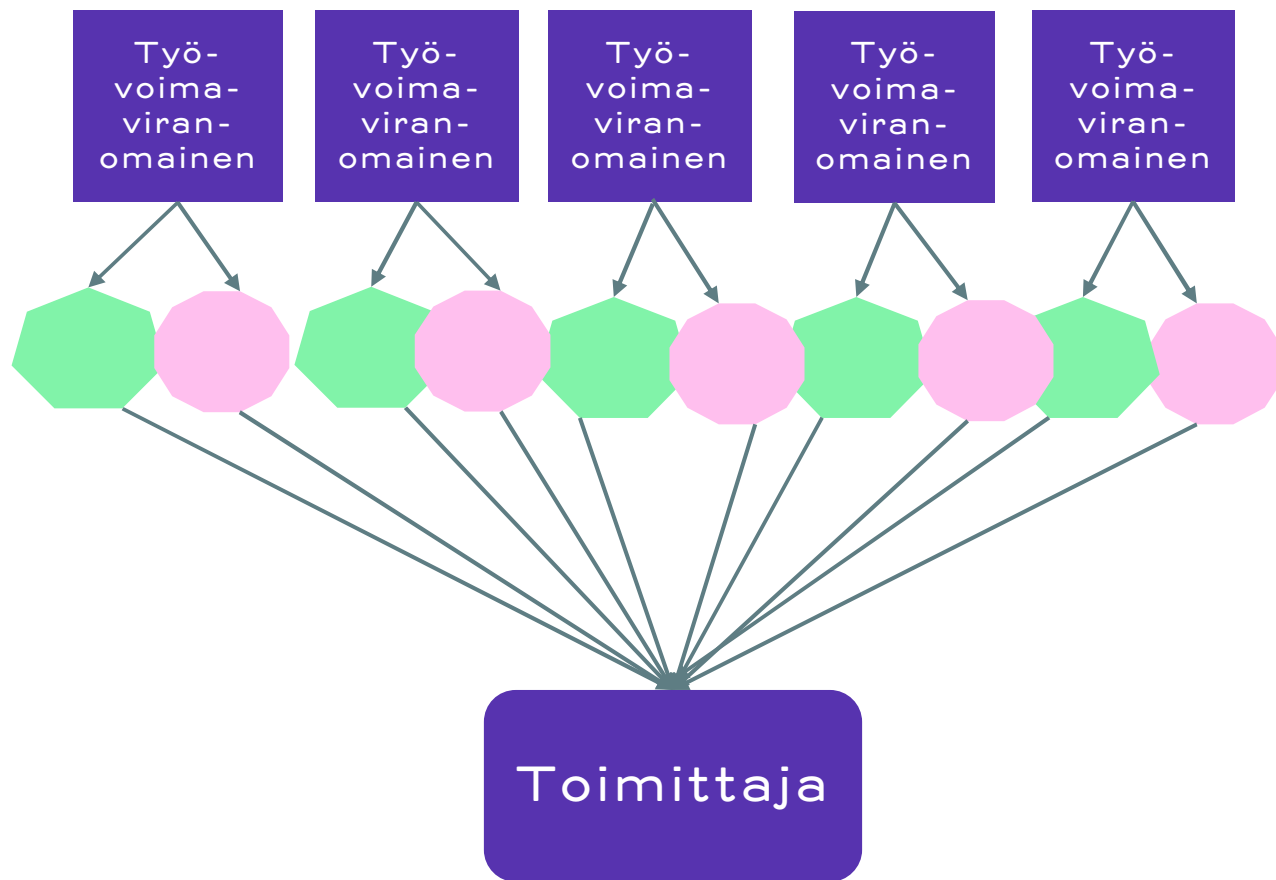 Työ-
voima-
viran-
omainen
Työ-
voima-
viran-
omainen
Työ-
voima-
viran-
omainen
Työ-
voima-
viran-
omainen
Työ-
voima-
viran-
omainen
Toimittaja